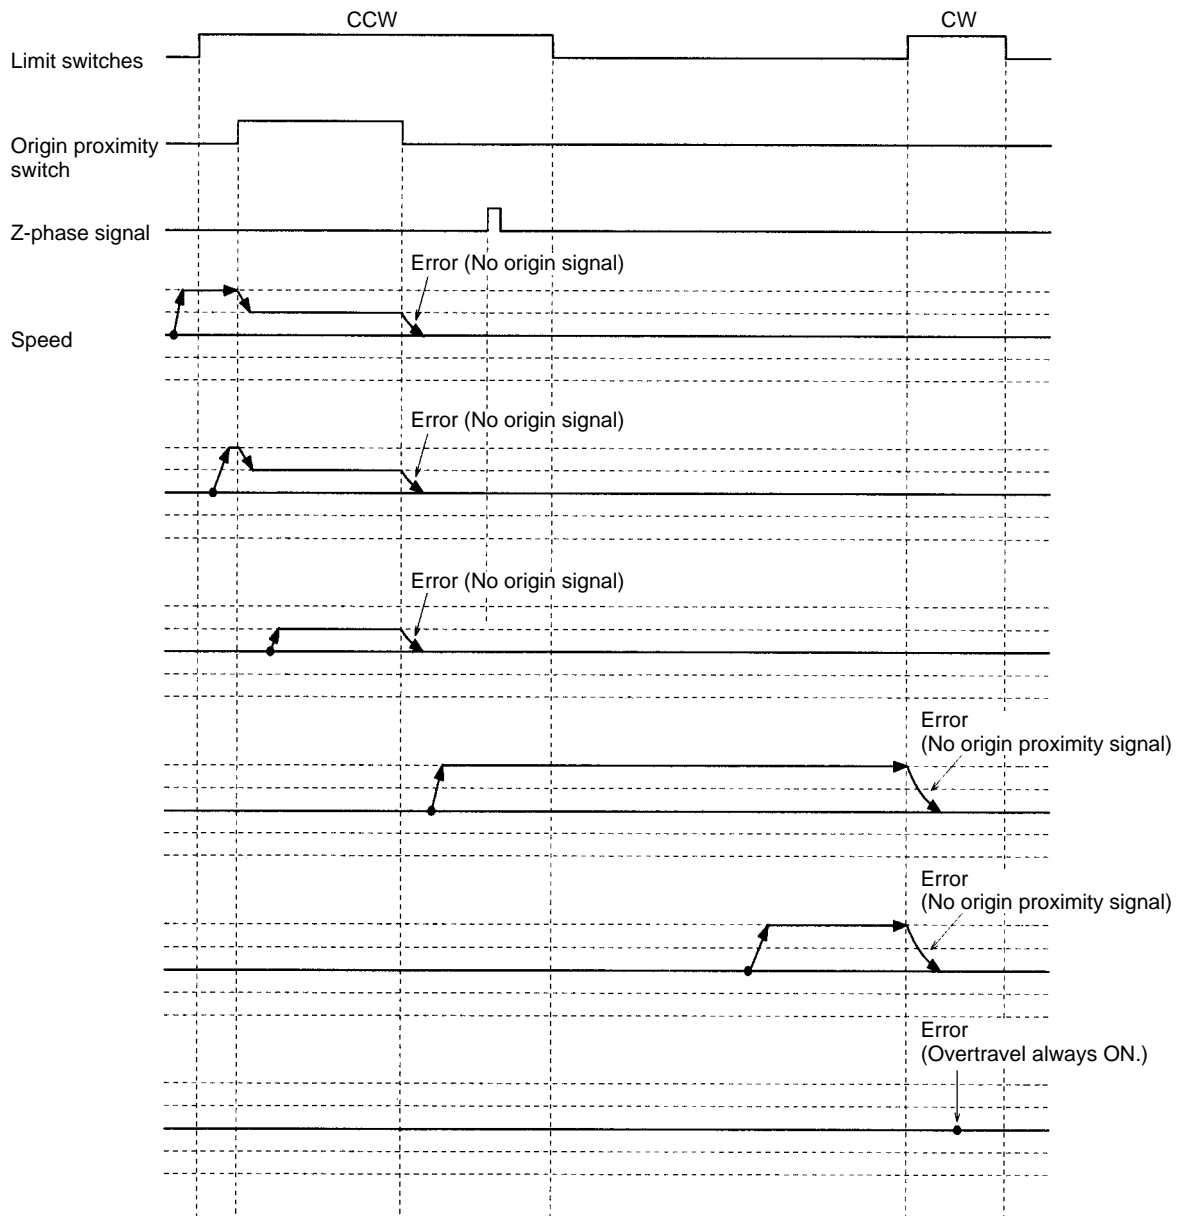 CCW
CW
Limit switches
Origin proximity
switch
Z-phase signal
Error (No origin signal)
Speed
Error (No origin signal)
Error (No origin signal)
Error
(No origin proximity signal)
Error
(No origin proximity signal)
Error
(Overtravel always ON.)